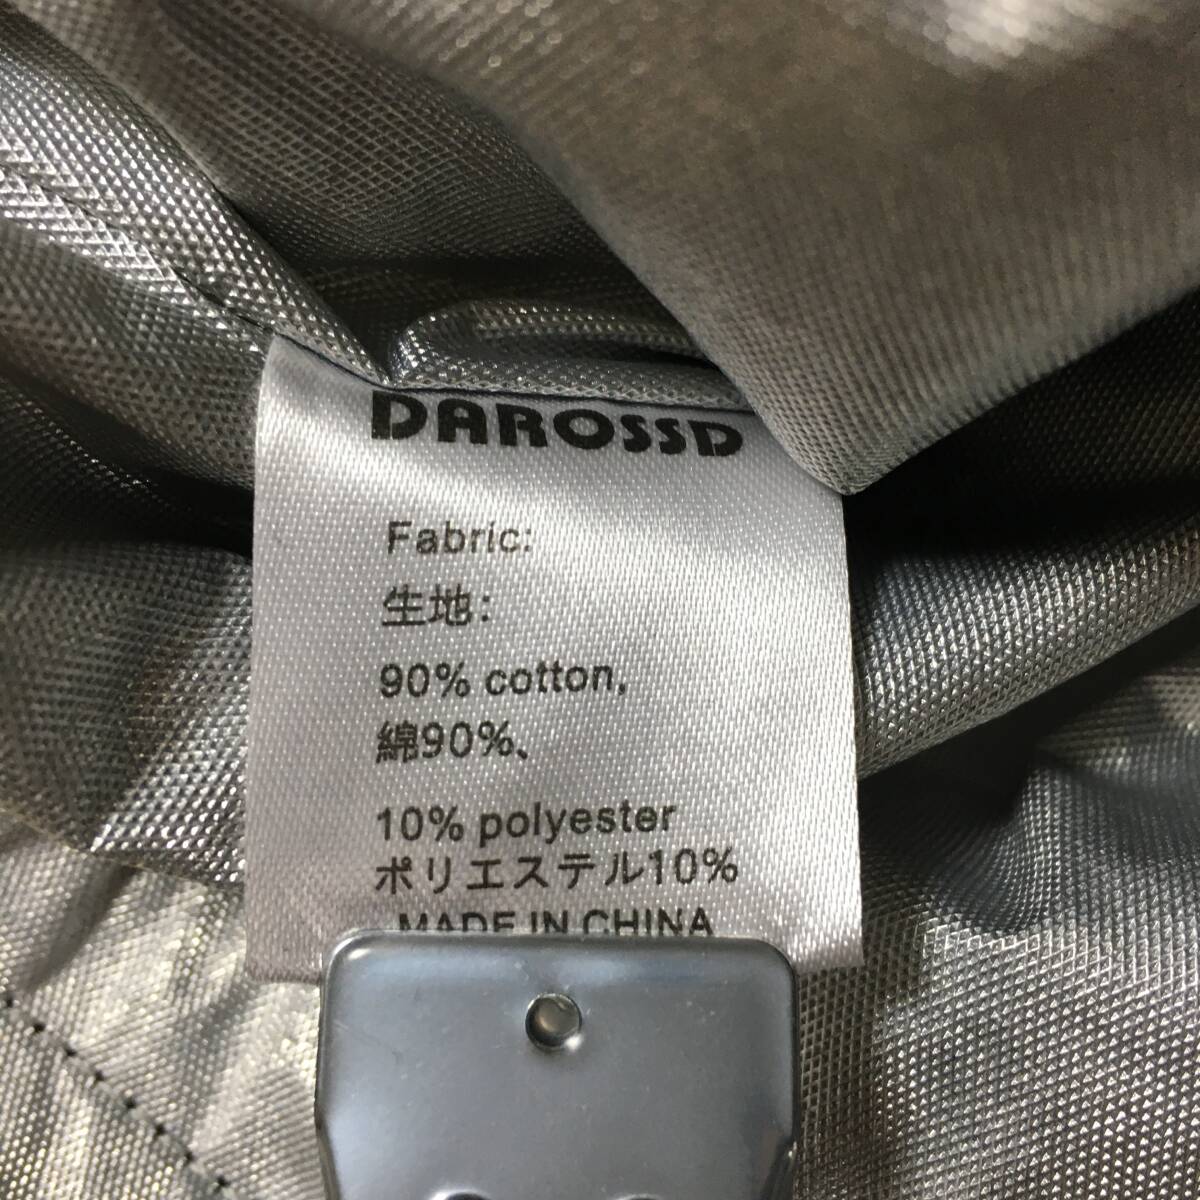 DAROSSD
Fabric:
生地:
90% cotton,
綿90%、
10% polyester
ポリエステル10%
MADE IN CHINA